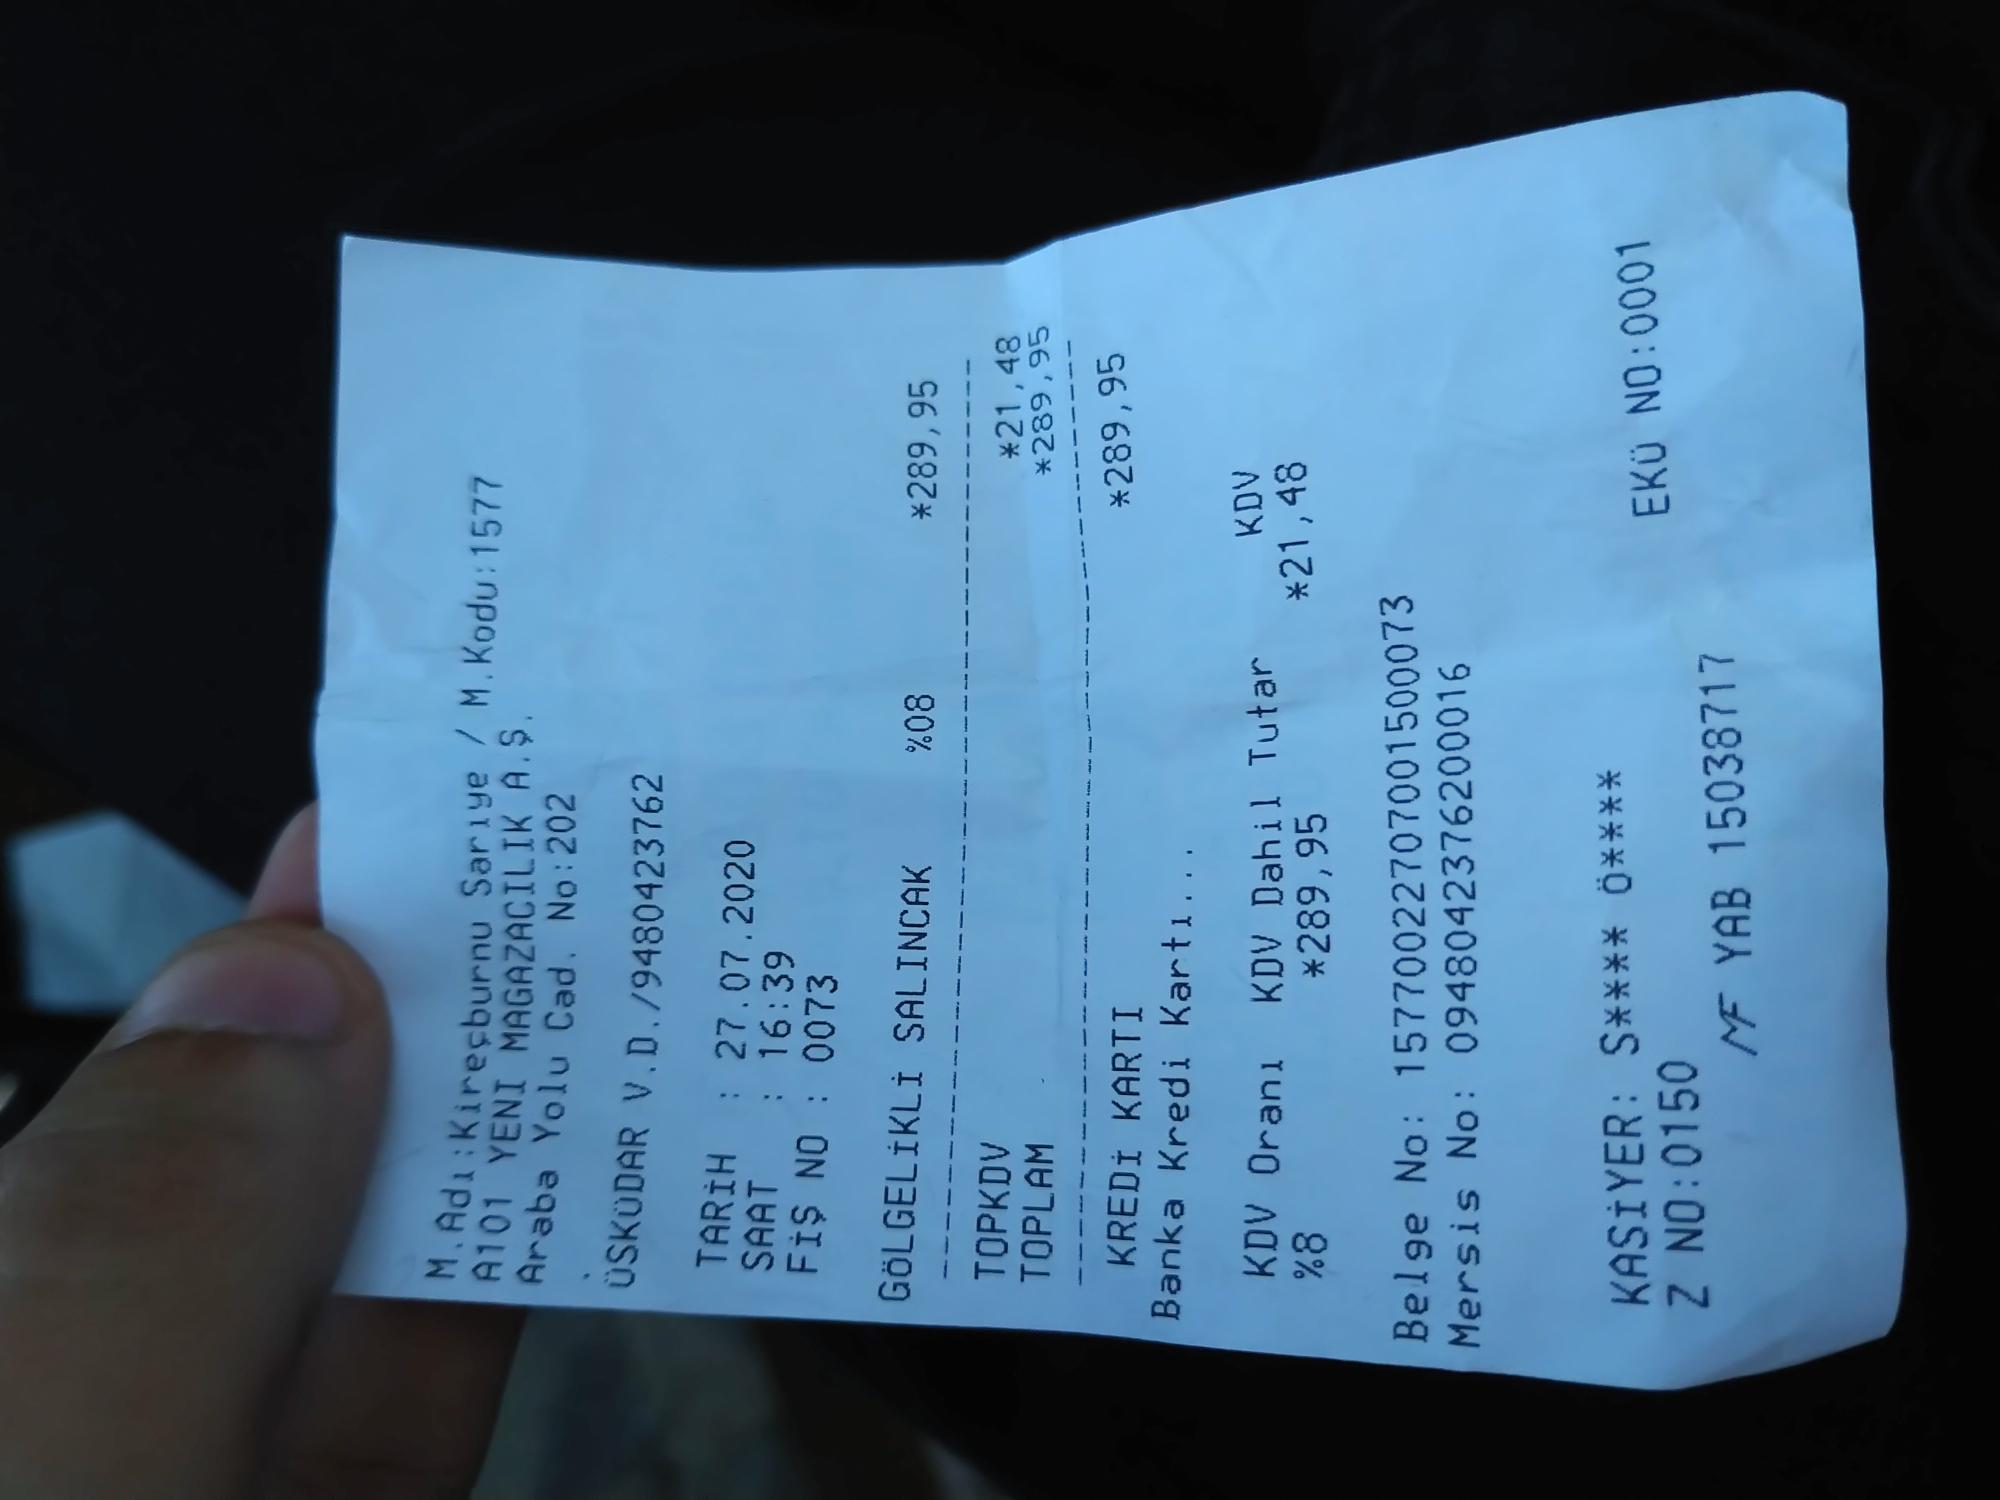 M.Adı:Kireçburnu Sarıye / M.Kodu:1577
A101 YENİ MAGAZACILIK A.Ş.
Araba Yolu Cad. No:202
ÜSKÜDAR V.D./9480423762
TARİH : 27.07.2020
SAAT : 16:39
FİŞ NO : 0073
GÖLGELİKLİ SALINCAK %08 *289,95
TOPKDV *21,48
TOPLAM *289,95
KREDİ KARTI *289,95
Banka Kredi Kartı...
KDV Oranı KDV Dahil Tutar KDV
%8 *289,95 *21,48
Belge No: 15770022707001500073
Mersis No: 0948042376200016
KASİYER: S**** Ö****
Z NO:0150 EKÜ NO:0001
MF YAB 15038717